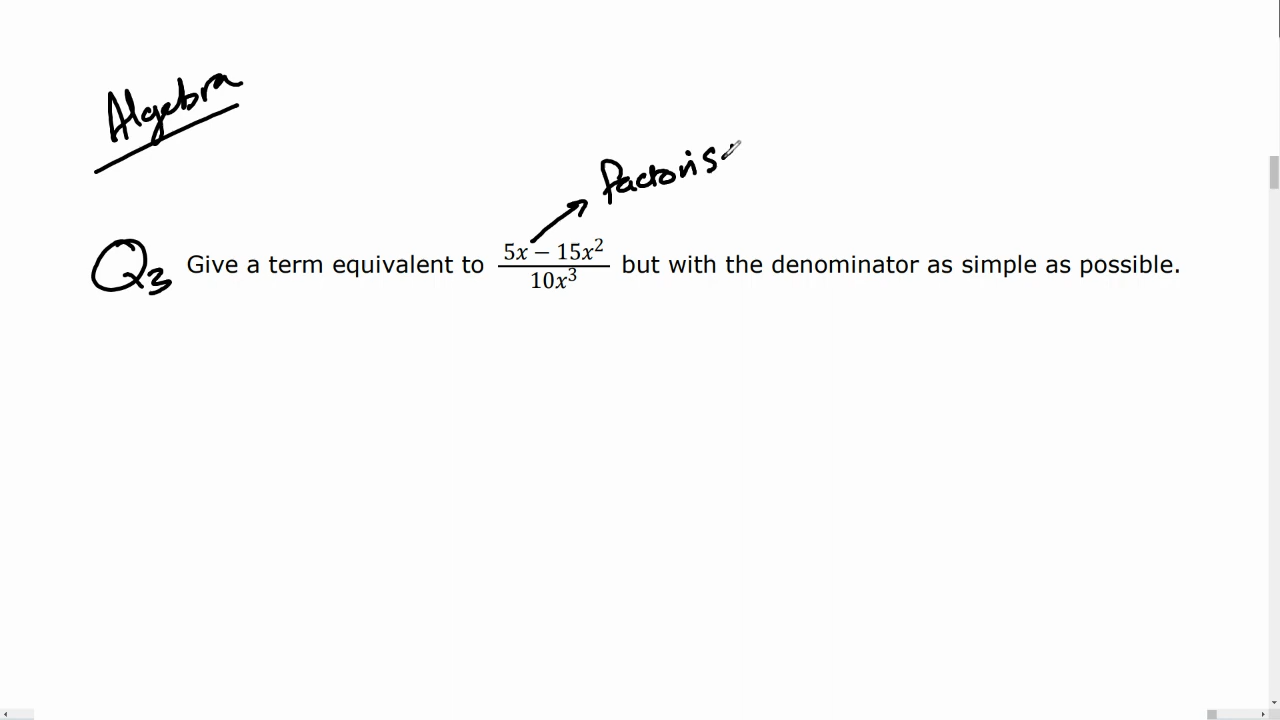 Algebra
factoris
Q3 Give a term equivalent to (5x − 15x²)/(10x³) but with the denominator as simple as possible.